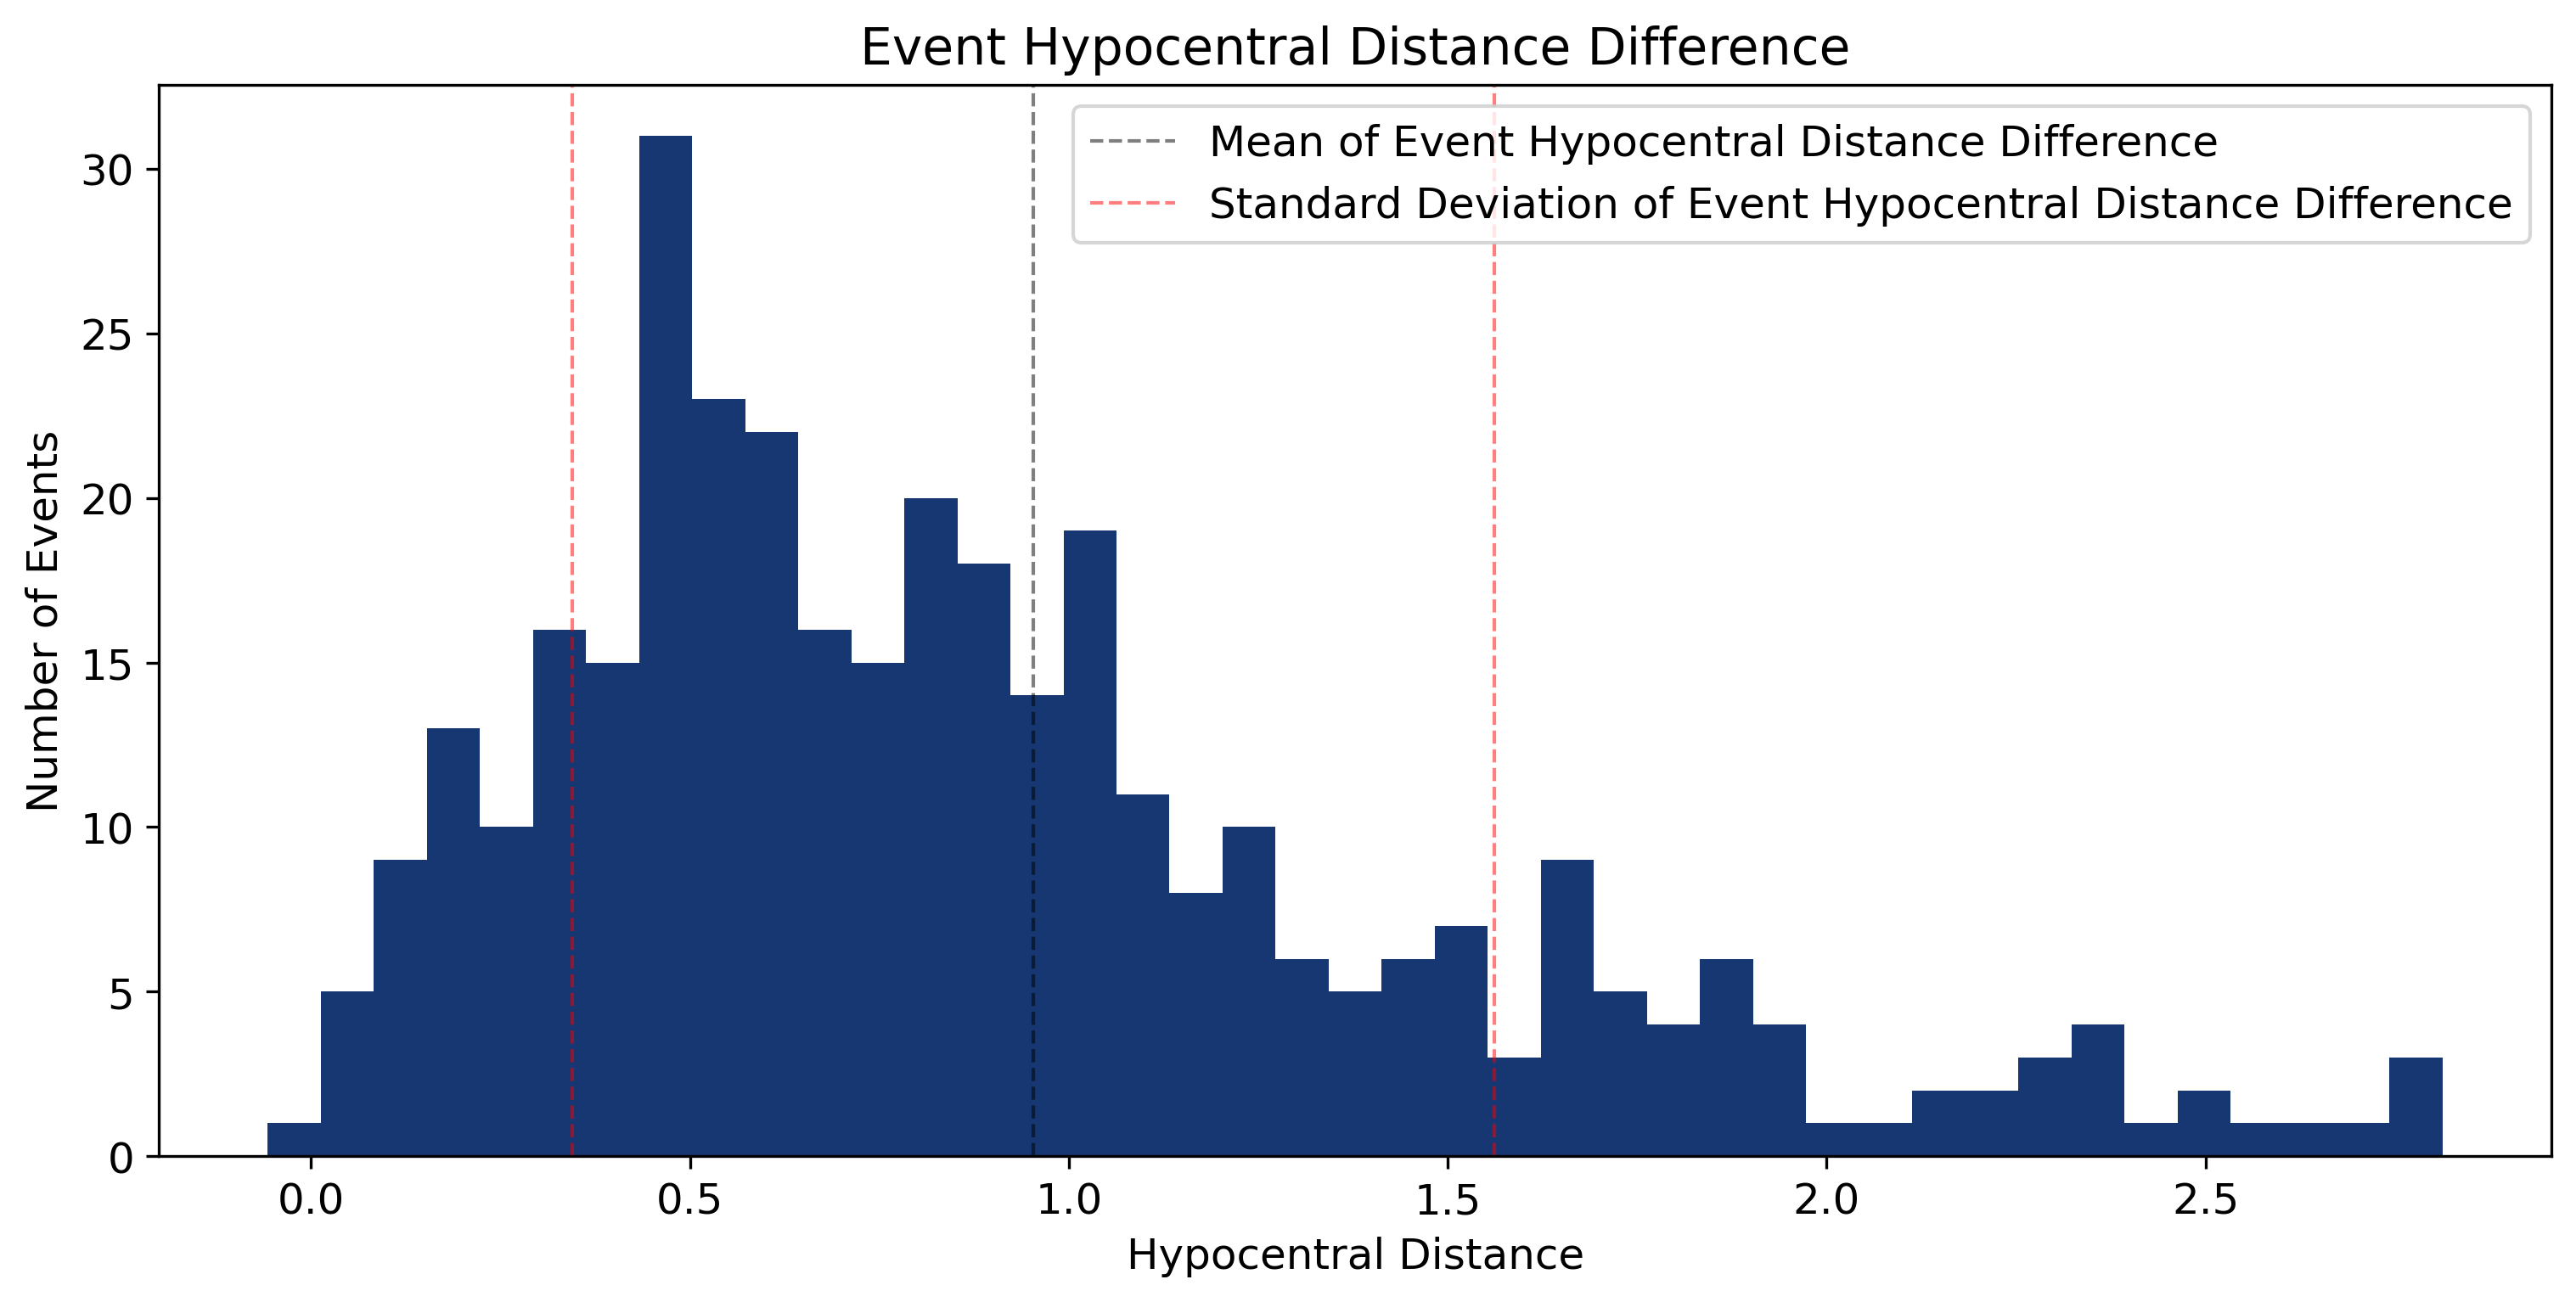 Event Hypocentral Distance Difference
Mean of Event Hypocentral Distance Difference
Standard Deviation of Event Hypocentral Distance Difference
Number of Events
30
25
20
15
10
5
0
0.0 0.5 1.0 1.5 2.0 2.5
Hypocentral Distance